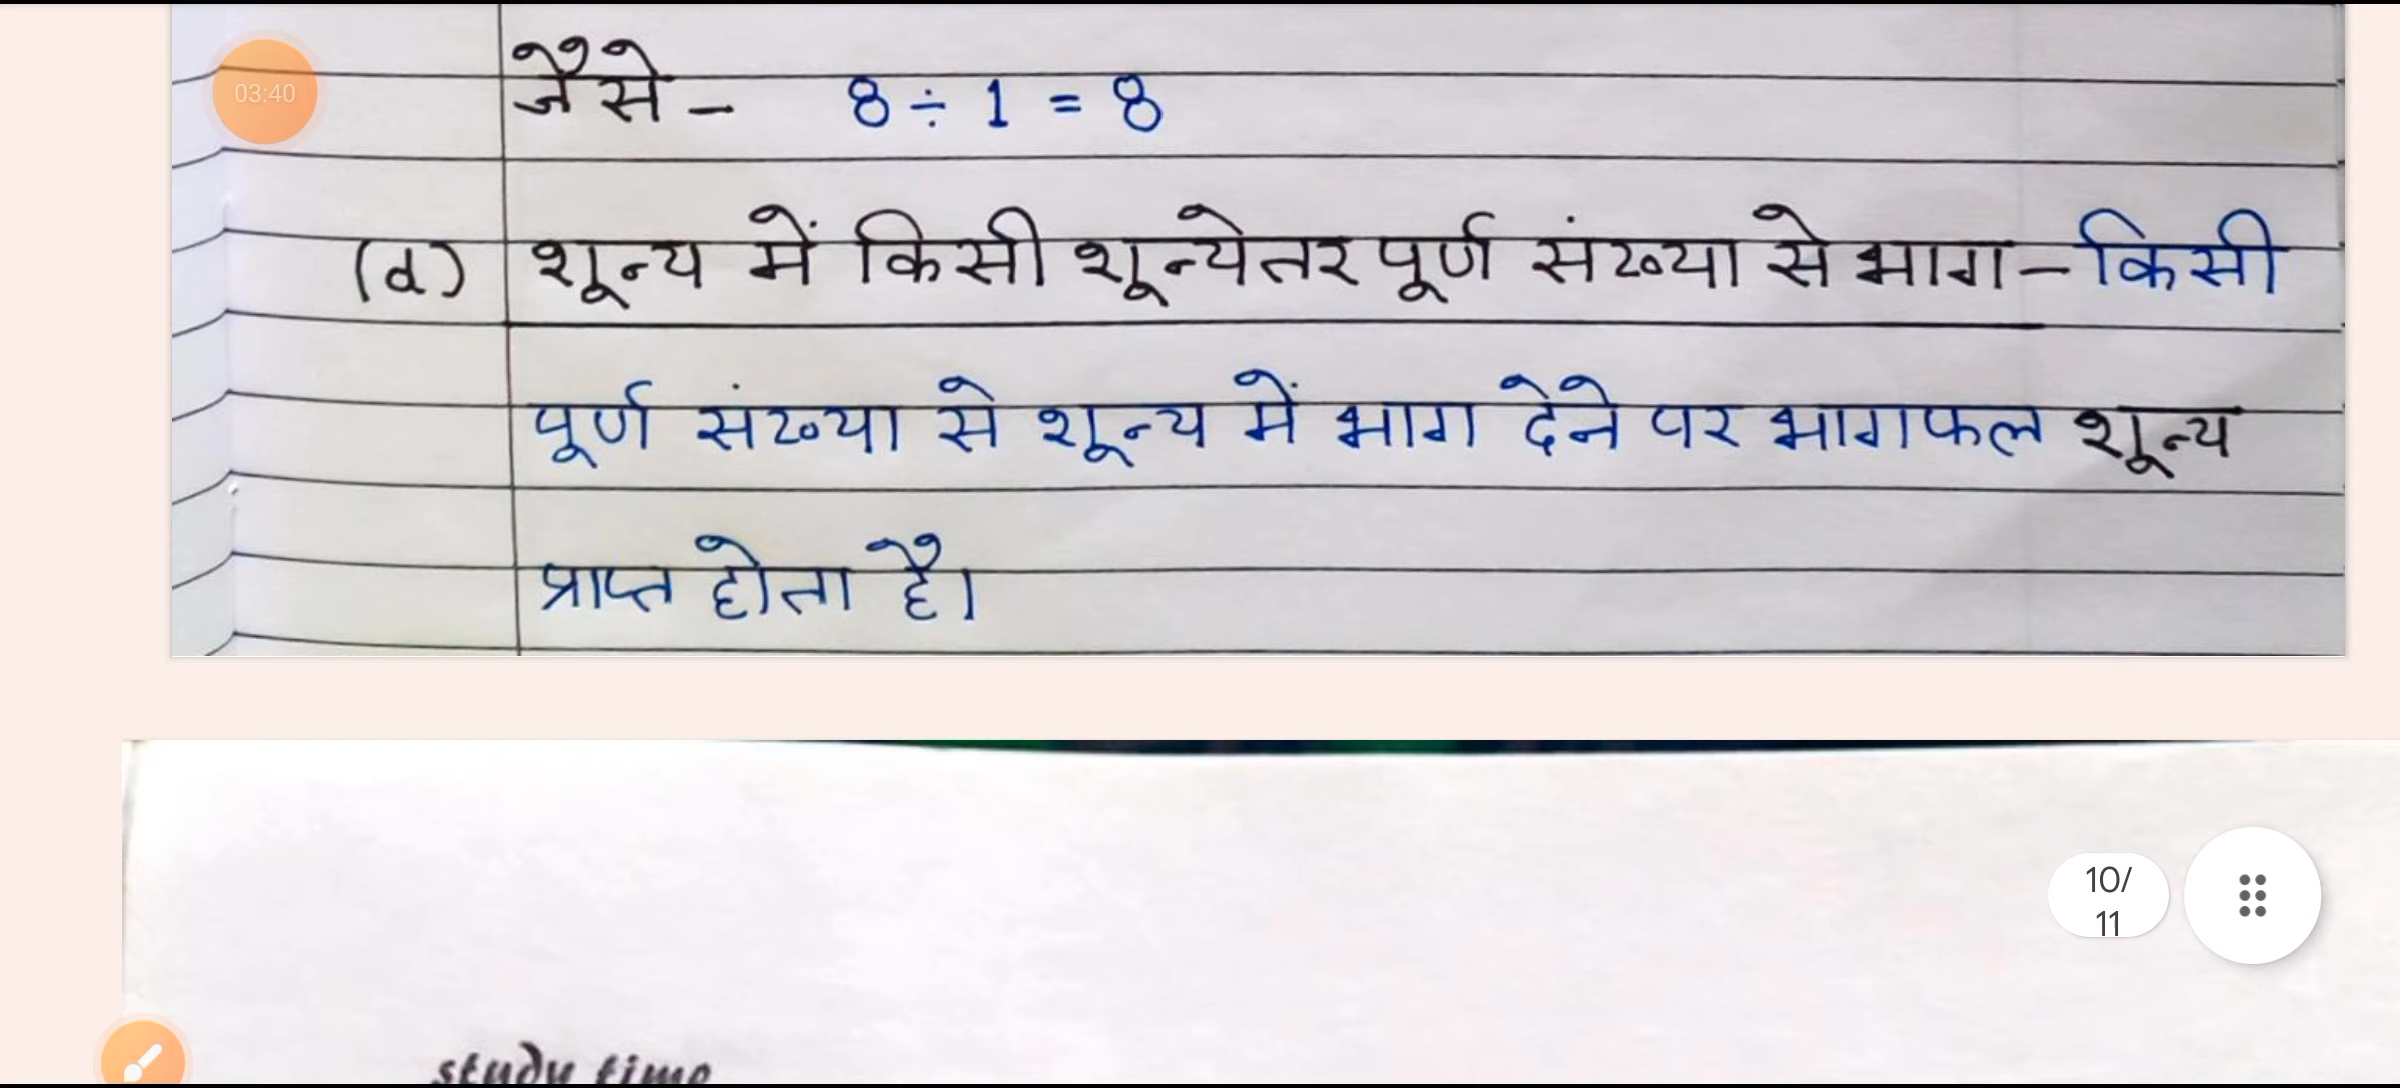 03:40
जैसे - 8 ÷ 1 = 8
(d) शून्य में किसी शून्येतर पूर्ण संख्या से भाग - किसी
पूर्ण संख्या से शून्य में भाग देने पर भागफल शून्य
प्राप्त होता है।
10/
11
study time